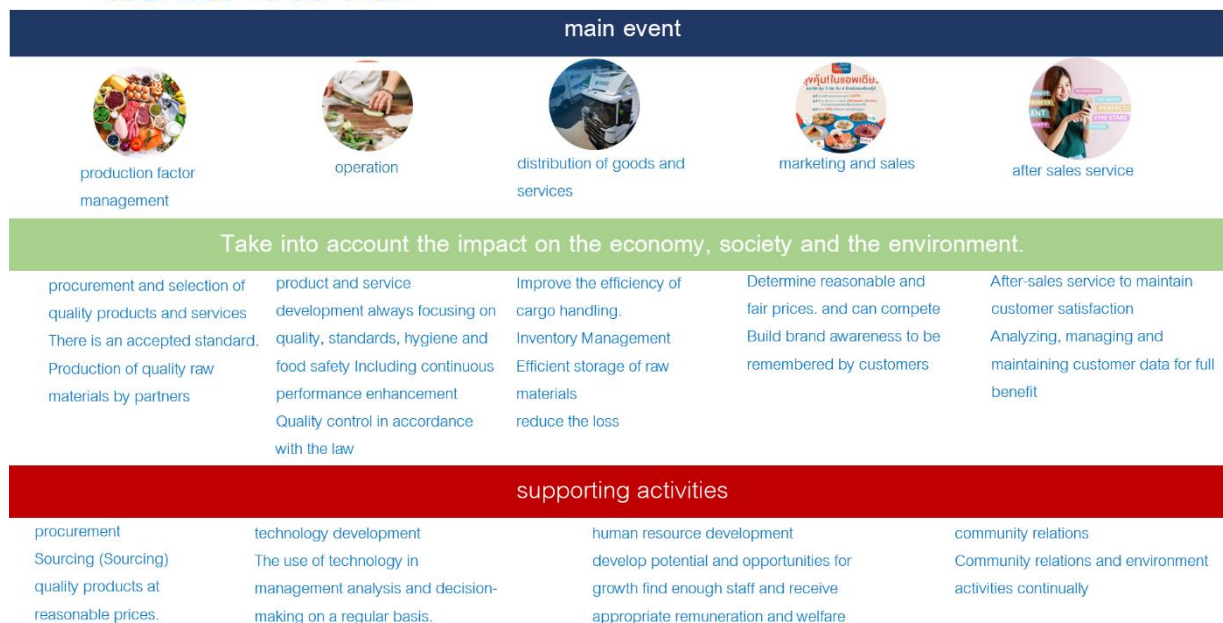 main event
production factor
management
operation
distribution of goods and
services
marketing and sales
after sales service
PERFECT
FIVE STARS
Take into account the impact on the economy, society and the environment.
procurement and selection of
quality products and services
There is an accepted standard.
Production of quality raw
materials by partners
product and service
development always focusing on
quality, standards, hygiene and
food safety Including continuous
performance enhancement
Quality control in accordance
with the law
Improve the efficiency of
cargo handling.
Inventory Management
Efficient storage of raw
materials
reduce the loss
Determine reasonable and
fair prices. and can compete
Build brand awareness to be
remembered by customers
After-sales service to maintain
customer satisfaction
Analyzing, managing and
maintaining customer data for full
benefit
supporting activities
procurement
Sourcing (Sourcing)
quality products at
reasonable prices.
technology development
The use of technology in
management analysis and decision-
making on a regular basis.
human resource development
develop potential and opportunities for
growth find enough staff and receive
appropriate remuneration and welfare
community relations
Community relations and environment
activities continually